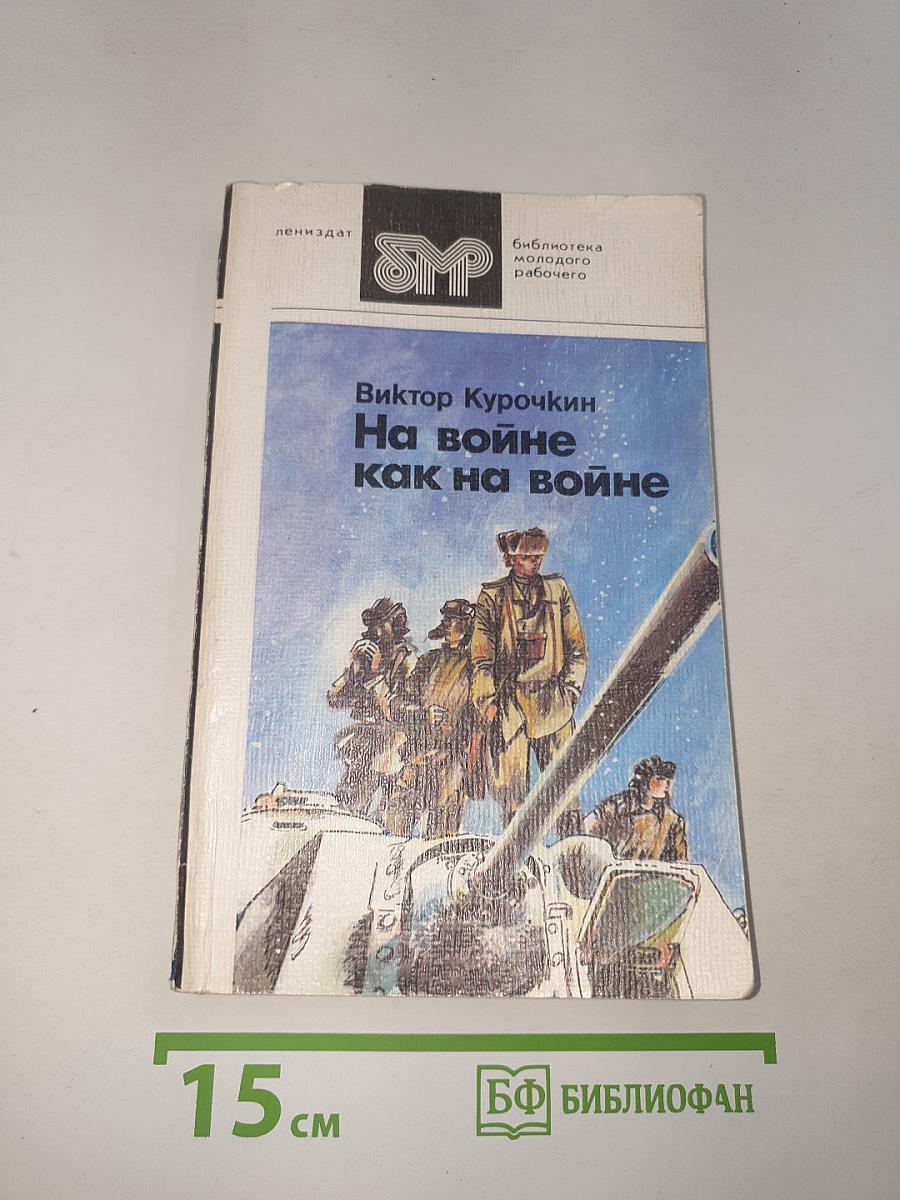 лениздат
бмр
библиотека
молодого
рабочего
Виктор Курочкин
На войне
как на войне
15 см
БФ БИБЛИОФАН